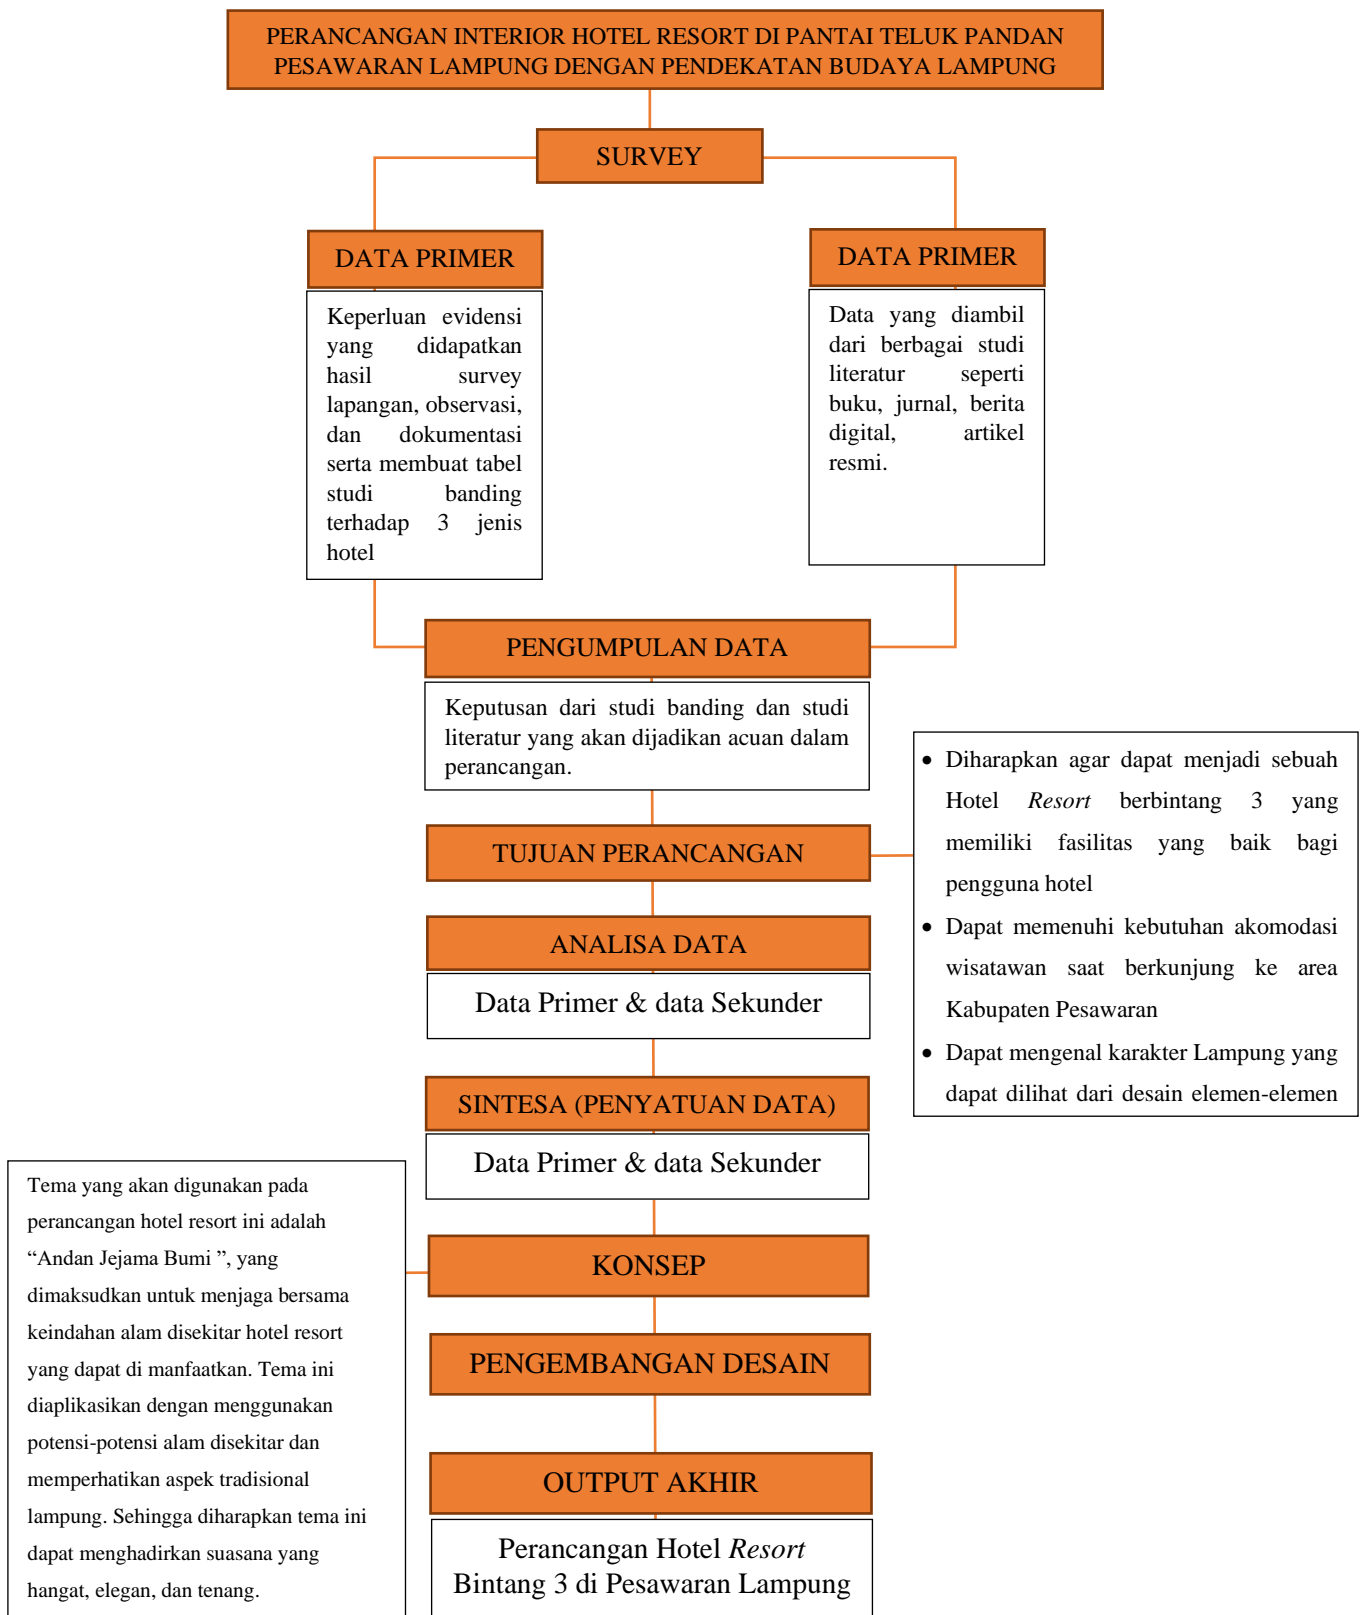 PERANCANGAN INTERIOR HOTEL RESORT DI PANTAI TELUK PANDAN
PESAWARAN LAMPUNG DENGAN PENDEKATAN BUDAYA LAMPUNG
SURVEY
DATA PRIMER
Keperluan evidensi
yang didapatkan
hasil survey
lapangan, observasi,
dan dokumentasi
serta membuat tabel
studi banding
terhadap 3 jenis
hotel
DATA PRIMER
Data yang diambil
dari berbagai studi
literatur seperti
buku, jurnal, berita
digital, artikel
resmi.
PENGUMPULAN DATA
Keputusan dari studi banding dan studi
literatur yang akan dijadikan acuan dalam
perancangan.
TUJUAN PERANCANGAN
• Diharapkan agar dapat menjadi sebuah
Hotel Resort berbintang 3 yang
memiliki fasilitas yang baik bagi
pengguna hotel
• Dapat memenuhi kebutuhan akomodasi
wisatawan saat berkunjung ke area
Kabupaten Pesawaran
• Dapat mengenal karakter Lampung yang
dapat dilihat dari desain elemen-elemen
ANALISA DATA
Data Primer & data Sekunder
SINTESA (PENYATUAN DATA)
Data Primer & data Sekunder
KONSEP
Tema yang akan digunakan pada
perancangan hotel resort ini adalah
“Andan Jejama Bumi ”, yang
dimaksudkan untuk menjaga bersama
keindahan alam disekitar hotel resort
yang dapat di manfaatkan. Tema ini
diaplikasikan dengan menggunakan
potensi-potensi alam disekitar dan
memperhatikan aspek tradisional
lampung. Sehingga diharapkan tema ini
dapat menghadirkan suasana yang
hangat, elegan, dan tenang.
PENGEMBANGAN DESAIN
OUTPUT AKHIR
Perancangan Hotel Resort
Bintang 3 di Pesawaran Lampung